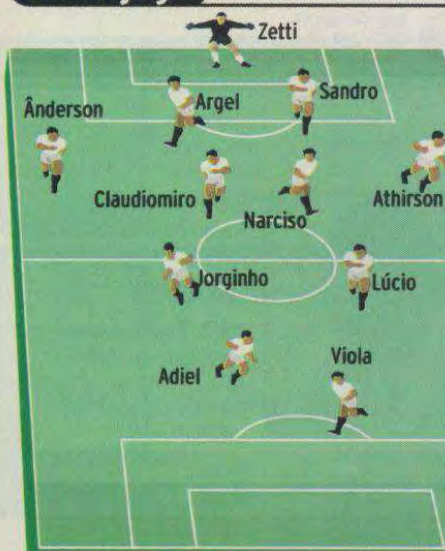 Zetti
Ânderson
Argel
Sandro
Claudiomiro
Narciso
Athirson
Jorginho
Lúcio
Adiel
Viola